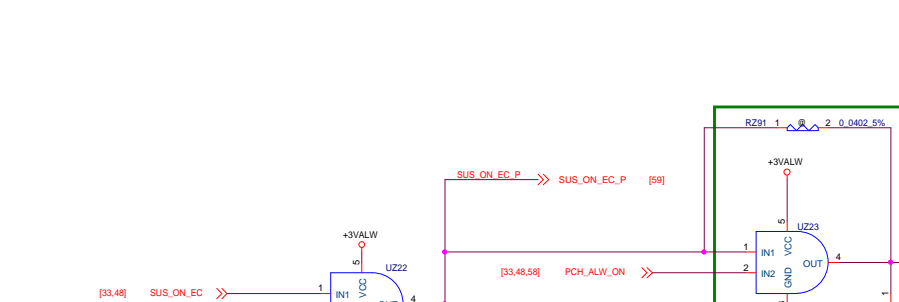 RZ91 1 @ 2 0_0402_5%
+3VALW
SUS_ON_EC_P
SUS_ON_EC_P [59]
5
UZ23
1 IN1 VCC
OUT 4
[33,48,58] PCH_ALW_ON
2 IN2 GND
+3VALW
5
UZ22
[33,48] SUS_ON_EC
1 IN1 VCC
4
1